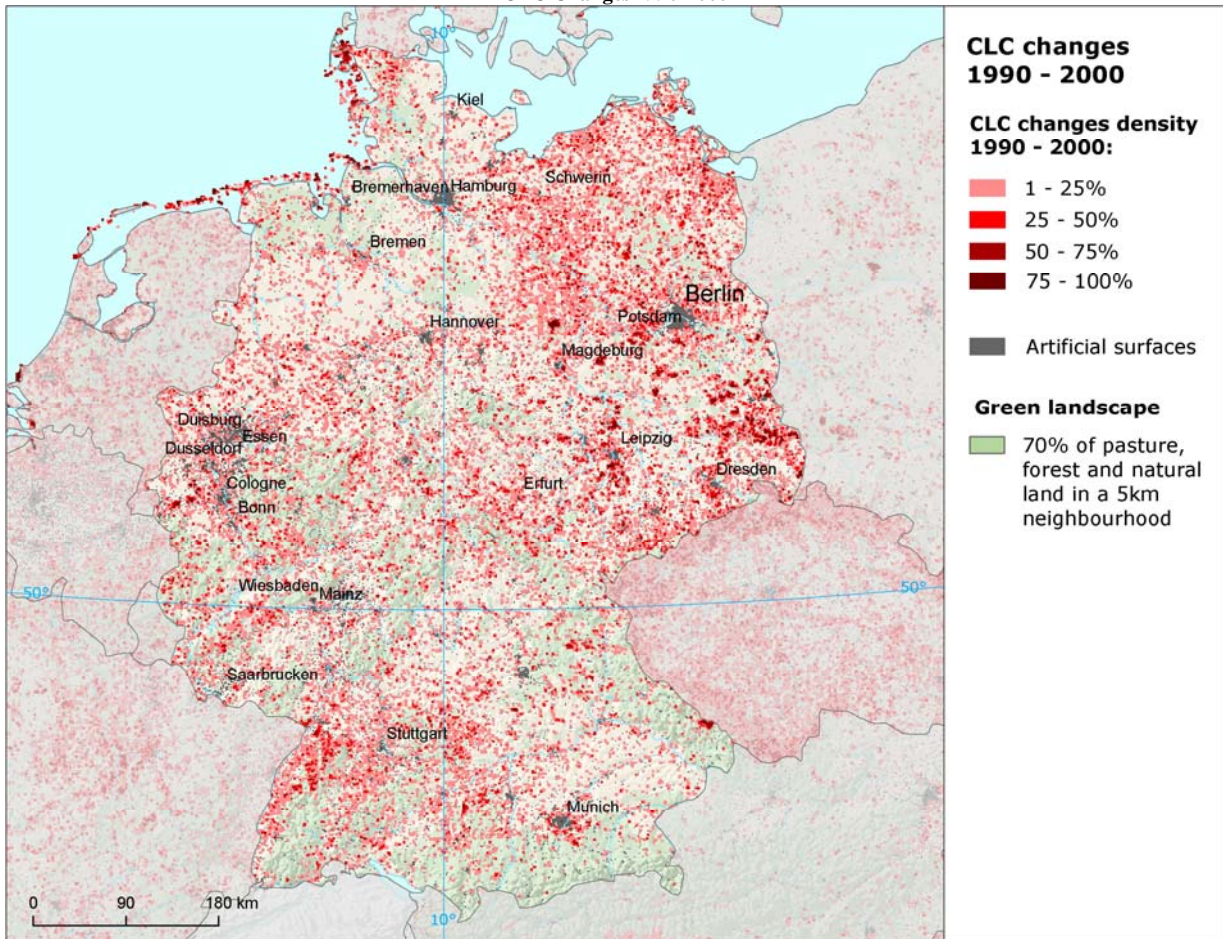 10°
Kiel
Schwerin
Bremerhaven
Hamburg
Bremen
Berlin
Potsdam
Hannover
Magdeburg
Duisburg
Essen
Dusseldorf
Leipzig
Cologne
Erfurt
Dresden
Bonn
50°
Wiesbaden
Mainz
50°
Saarbrucken
Stuttgart
Munich
0 90 180 km
10°
CLC changes
1990 - 2000
CLC changes density
1990 - 2000:
1 - 25%
25 - 50%
50 - 75%
75 - 100%
Artificial surfaces
Green landscape
70% of pasture,
forest and natural
land in a 5km
neighbourhood